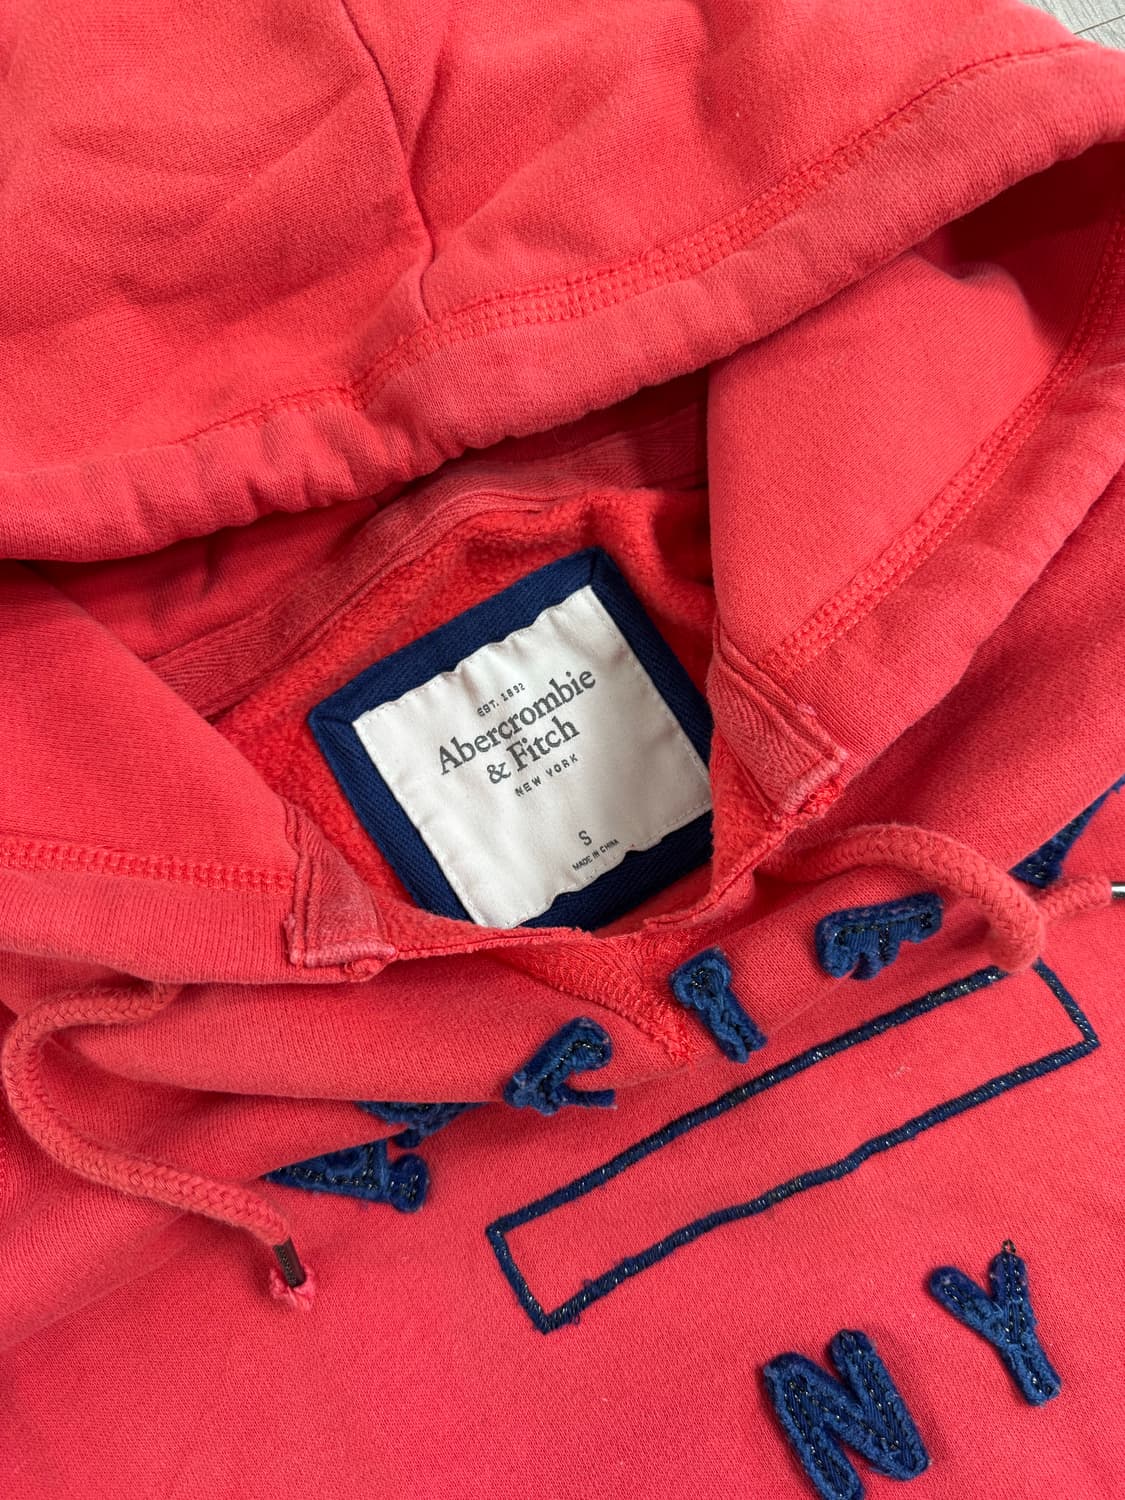 EST. 1892
Abercrombie
& Fitch
NEW YORK
S
MADE IN CHINA
NY